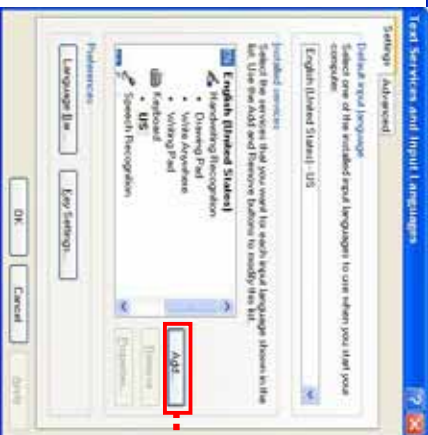 Text Services and Input Languages
Settings
Advanced
Default input language
Select one of the installed input languages to use when you start your
computer.
English (United States) - US
Installed services
Select the services that you want for each input language shown in the
list. Use the Add and Remove buttons to modify this list.
English (United States)
Handwriting Recognition
• Drawing Pad
• Write Anywhere
• Writing Pad
Keyboard
• US
Speech Recognition
Add...
Remove
Properties...
Preferences
Language Bar...
Key Settings...
OK
Cancel
Apply